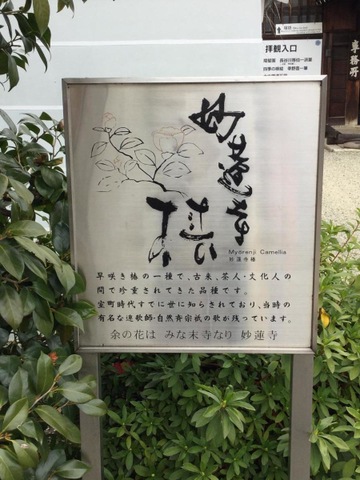 拝観入口
妙蓮寺
椿
Myōrenji Camellia
妙蓮寺椿
早咲き椿の一種で、古来、茶人・文化人の
間で珍重されてきた品種です。
室町時代すでに世に知らされており、当時の
有名な連歌師・自然斉宗祇の歌が残っています。
余の花は みな末寺なり 妙蓮寺